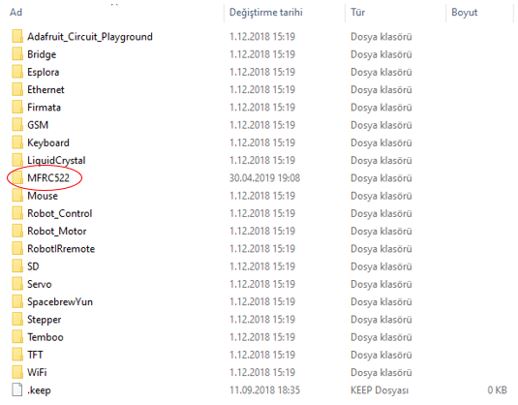 Ad Değiştirme tarihi Tür Boyut
Adafruit_Circuit_Playground 1.12.2018 15:19 Dosya klasörü
Bridge 1.12.2018 15:19 Dosya klasörü
Esplora 1.12.2018 15:19 Dosya klasörü
Ethernet 1.12.2018 15:19 Dosya klasörü
Firmata 1.12.2018 15:19 Dosya klasörü
GSM 1.12.2018 15:19 Dosya klasörü
Keyboard 1.12.2018 15:19 Dosya klasörü
LiquidCrystal 1.12.2018 15:19 Dosya klasörü
MFRC522 30.04.2019 19:08 Dosya klasörü
Mouse 1.12.2018 15:19 Dosya klasörü
Robot_Control 1.12.2018 15:19 Dosya klasörü
Robot_Motor 1.12.2018 15:19 Dosya klasörü
RobotIRremote 1.12.2018 15:19 Dosya klasörü
SD 1.12.2018 15:19 Dosya klasörü
Servo 1.12.2018 15:19 Dosya klasörü
SpacebrewYun 1.12.2018 15:19 Dosya klasörü
Stepper 1.12.2018 15:19 Dosya klasörü
Temboo 1.12.2018 15:19 Dosya klasörü
TFT 1.12.2018 15:19 Dosya klasörü
WiFi 1.12.2018 15:19 Dosya klasörü
.keep 11.09.2018 18:35 KEEP Dosyası 0 KB